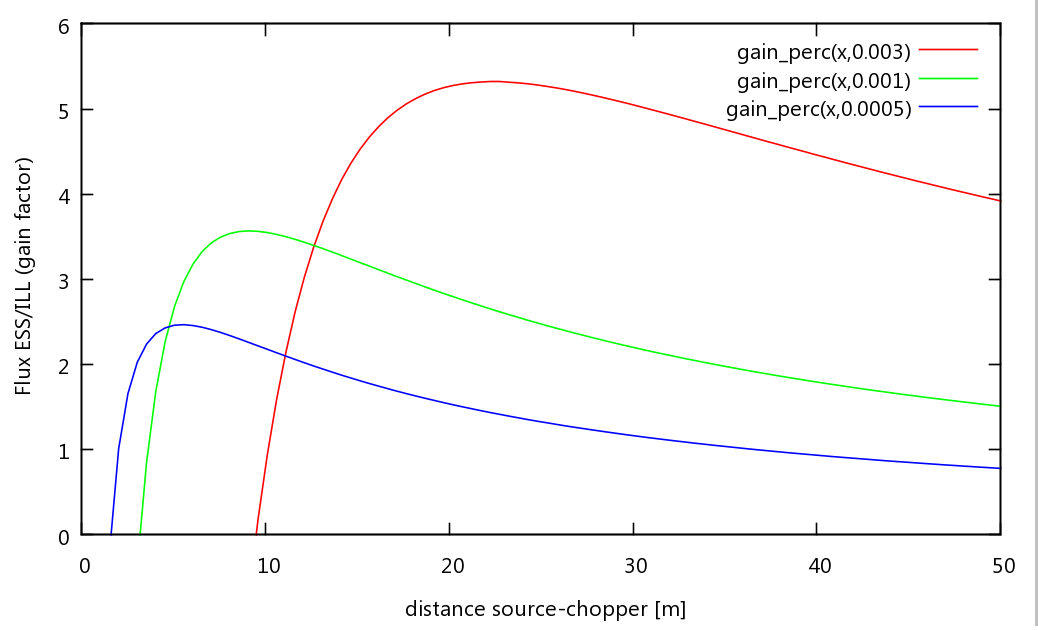 6
5
4
3
2
1
0
Flux ESS/ILL (gain factor)
gain_perc(x,0.003)
gain_perc(x,0.001)
gain_perc(x,0.0005)
0 10 20 30 40 50
distance source-chopper [m]